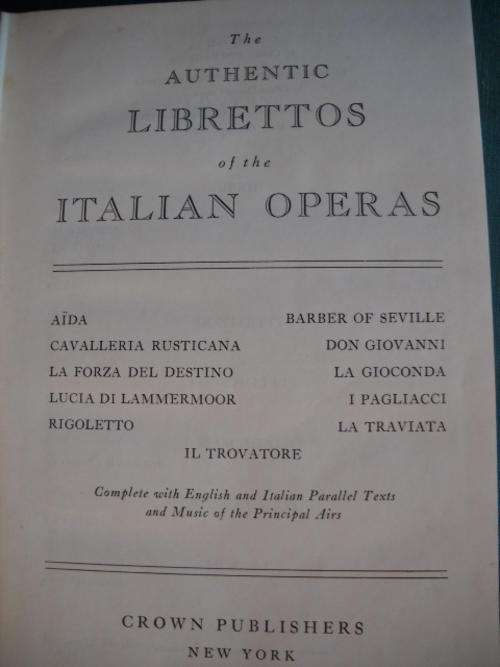 The
AUTHENTIC
LIBRETTOS
of the
ITALIAN OPERAS
AÏDA BARBER OF SEVILLE
CAVALLERIA RUSTICANA DON GIOVANNI
LA FORZA DEL DESTINO LA GIOCONDA
LUCIA DI LAMMERMOOR I PAGLIACCI
RIGOLETTO LA TRAVIATA
IL TROVATORE
Complete with English and Italian Parallel Texts
and Music of the Principal Airs
CROWN PUBLISHERS
NEW YORK